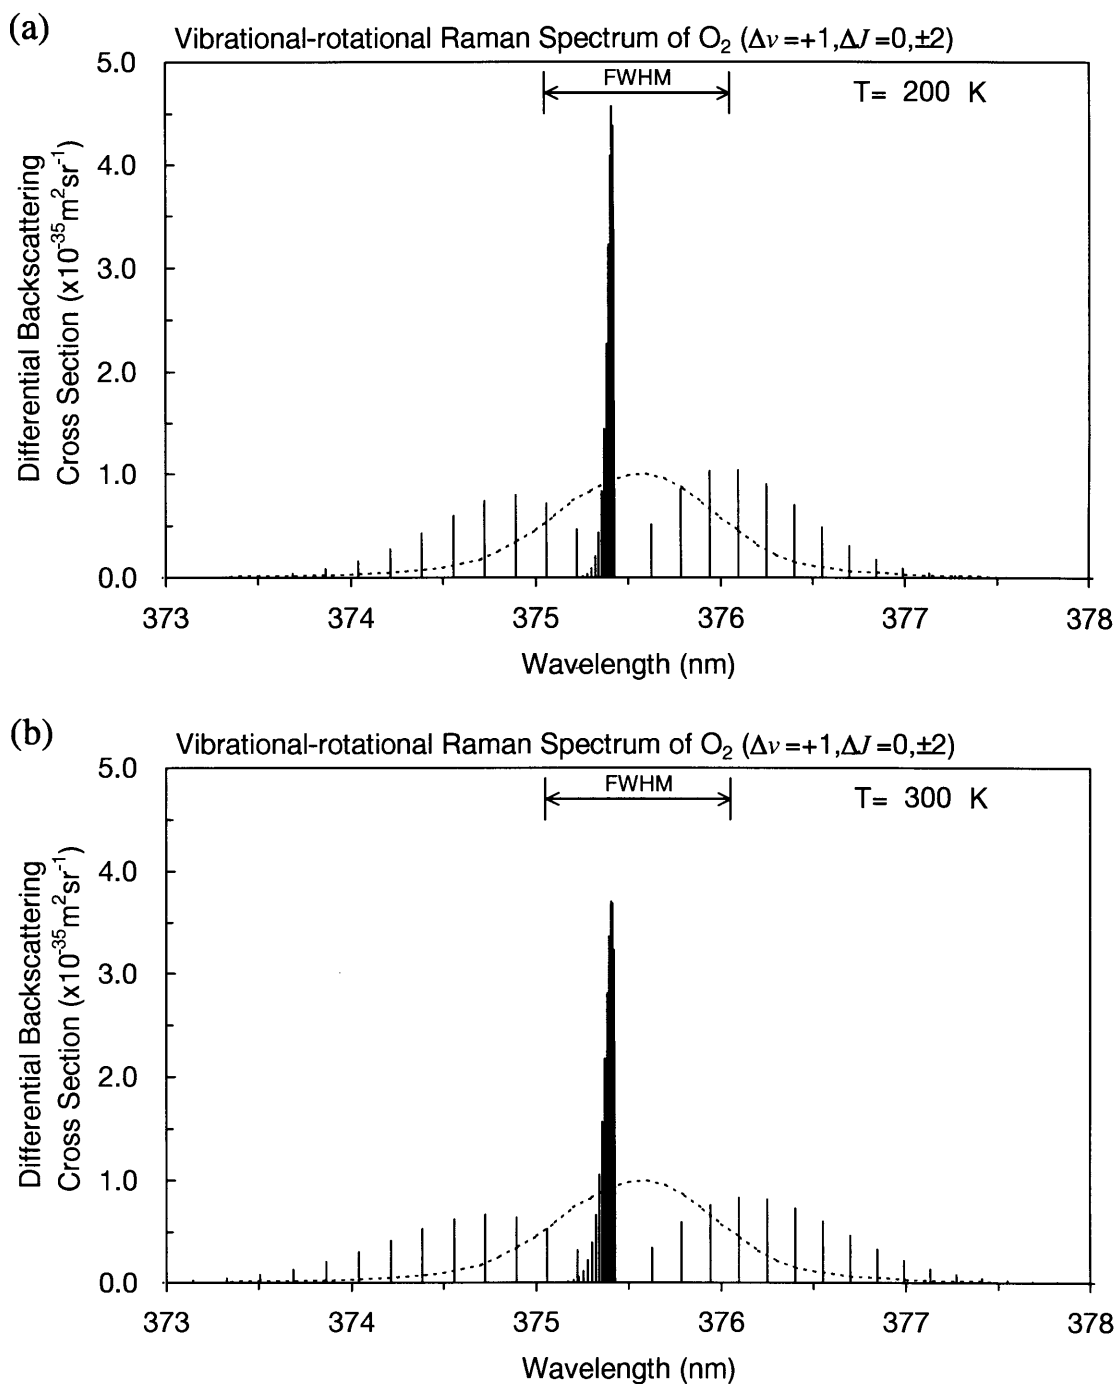 (a)
Vibrational-rotational Raman Spectrum of O₂ (Δν=+1,ΔJ=0,±2)
FWHM
T= 200 K
Differential Backscattering
Cross Section (x10⁻³⁵m²sr⁻¹)
5.0
4.0
3.0
2.0
1.0
0.0
373 374 375 376 377 378
Wavelength (nm)
(b)
Vibrational-rotational Raman Spectrum of O₂ (Δν=+1,ΔJ=0,±2)
FWHM
T= 300 K
Differential Backscattering
Cross Section (x10⁻³⁵m²sr⁻¹)
5.0
4.0
3.0
2.0
1.0
0.0
373 374 375 376 377 378
Wavelength (nm)